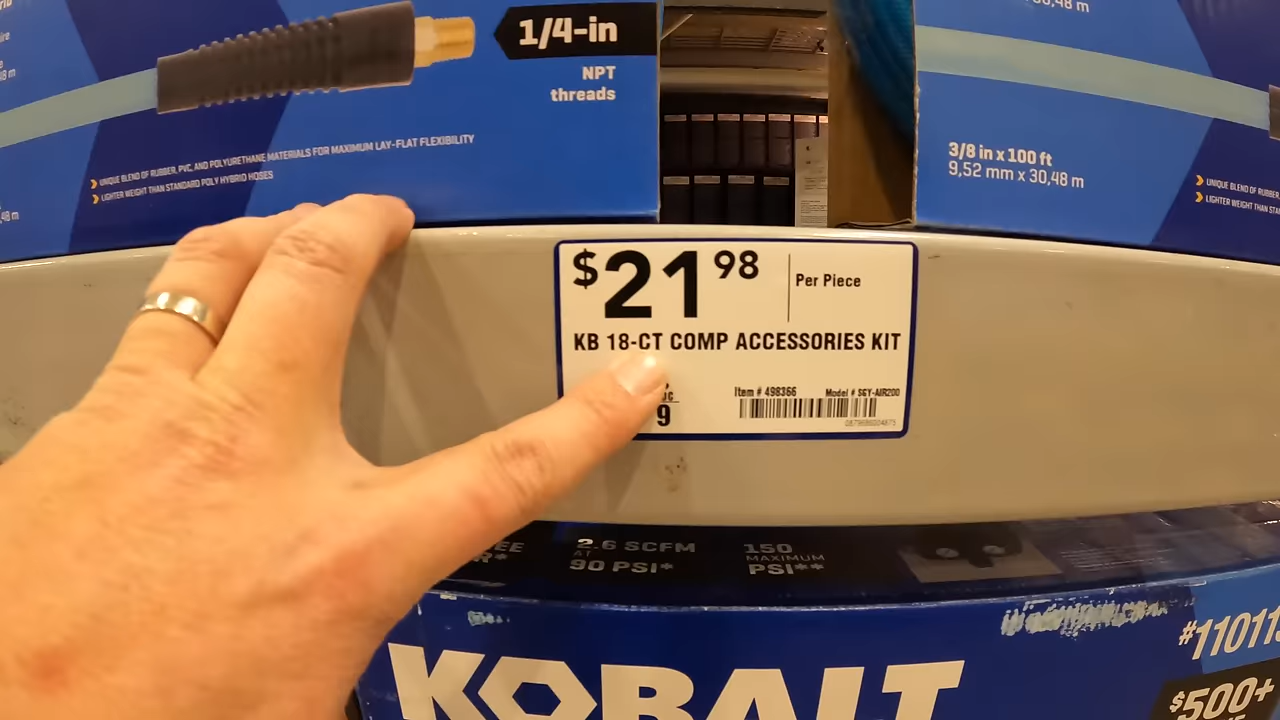 1/4-in
NPT
threads
UNIQUE BLEND OF RUBBER, PVC, AND POLYURETHANE MATERIALS FOR MAXIMUM LAY-FLAT FLEXIBILITY
LIGHTER WEIGHT THAN STANDARD POLY HYBRID HOSES
3/8 in x 100 ft
9,52 mm x 30,48 m
UNIQUE BLEND OF RUBBER,
LIGHTER WEIGHT THAN
$21 98
Per Piece
KB 18-CT COMP ACCESSORIES KIT
Item # 498366
Model # SGY-AIR200
9
2.6 SCFM
AT
90 PSI*
150
MAXIMUM
PSI**
KOBALT
$500+